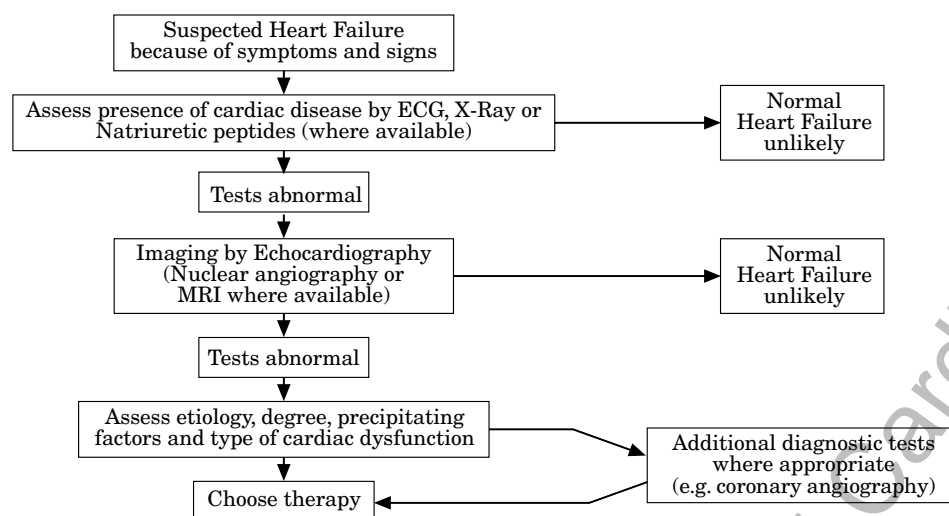 Suspected Heart Failure
because of symptoms and signs
Assess presence of cardiac disease by ECG, X-Ray or
Natriuretic peptides (where available)
Normal
Heart Failure
unlikely
Tests abnormal
Imaging by Echocardiography
(Nuclear angiography or
MRI where available)
Normal
Heart Failure
unlikely
Tests abnormal
Assess etiology, degree, precipitating
factors and type of cardiac dysfunction
Additional diagnostic tests
where appropriate
(e.g. coronary angiography)
Choose therapy